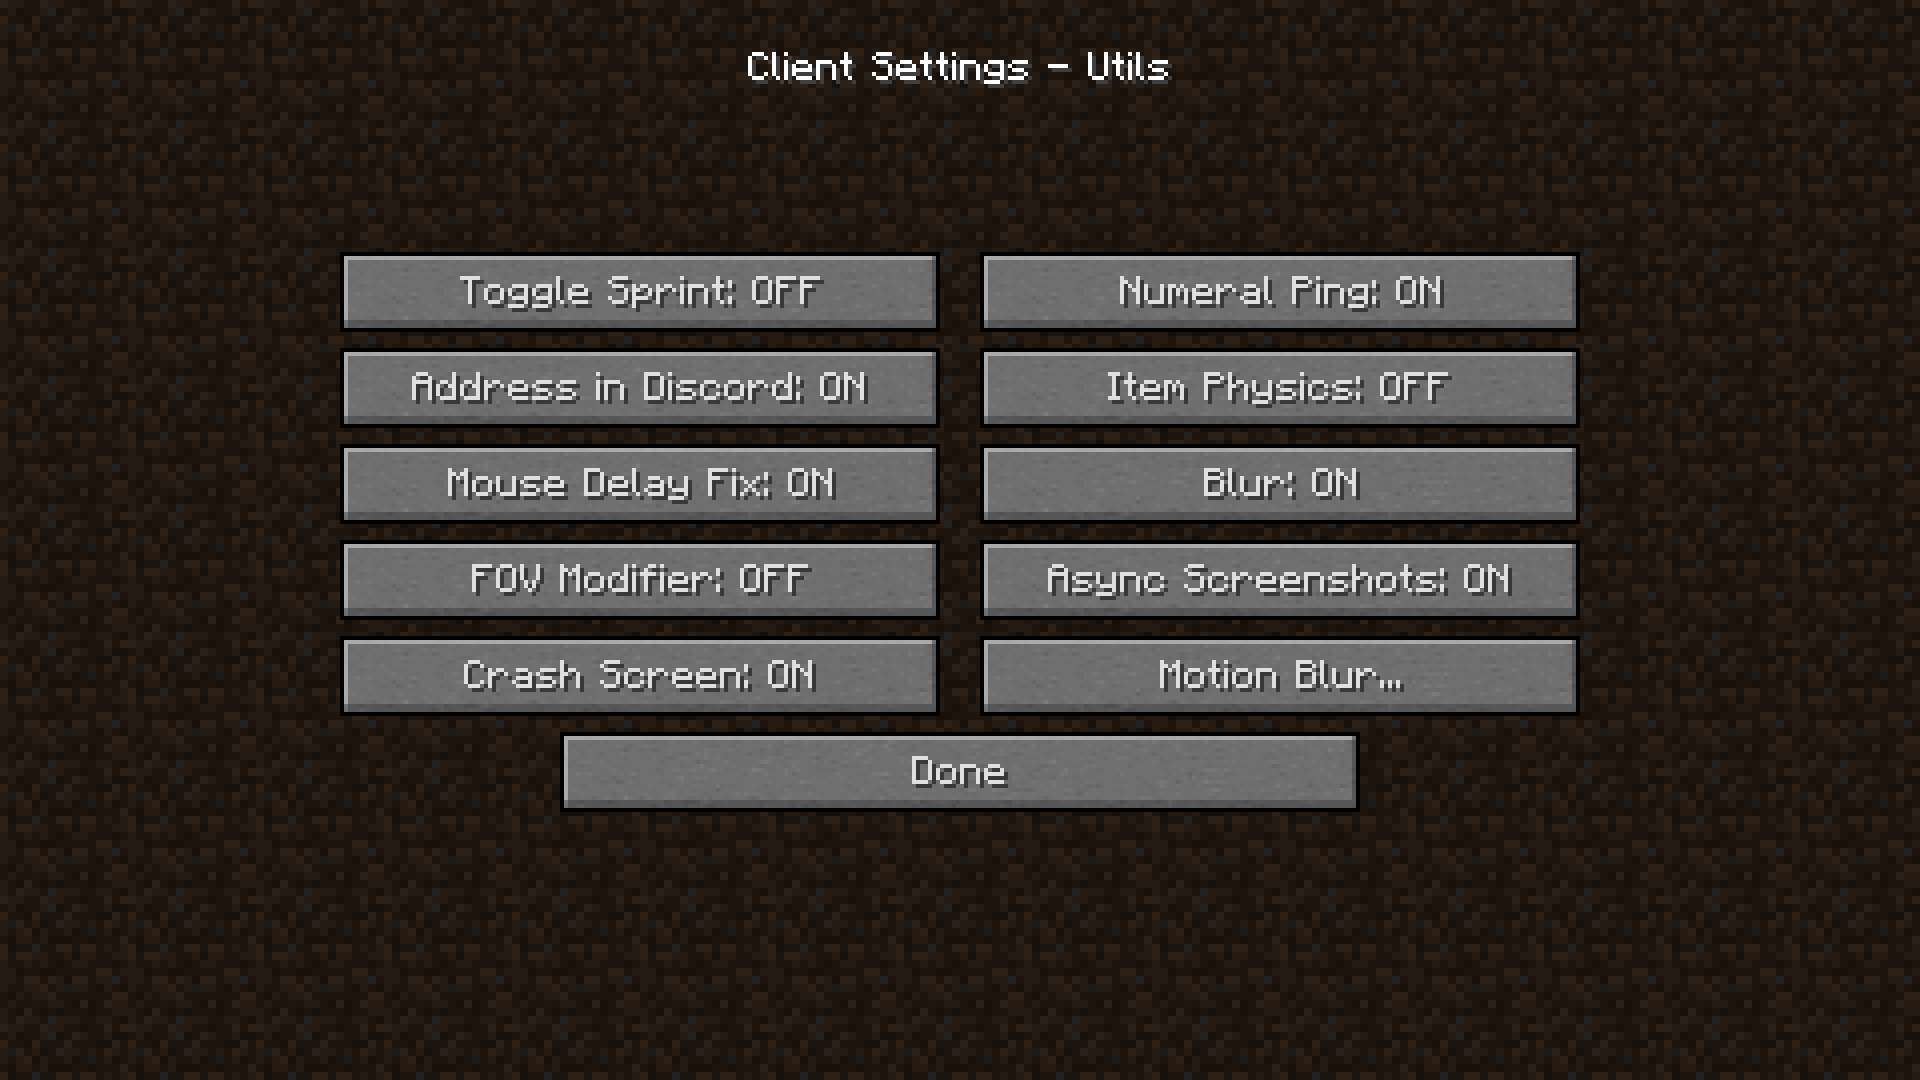 Client Settings - Utils
Toggle Sprint: OFF
Numeral Ping: ON
Address in Discord: ON
Item Physics: OFF
Mouse Delay Fix: ON
Blur: ON
FOV Modifier: OFF
Async Screenshots: ON
Crash Screen: ON
Motion Blur...
Done